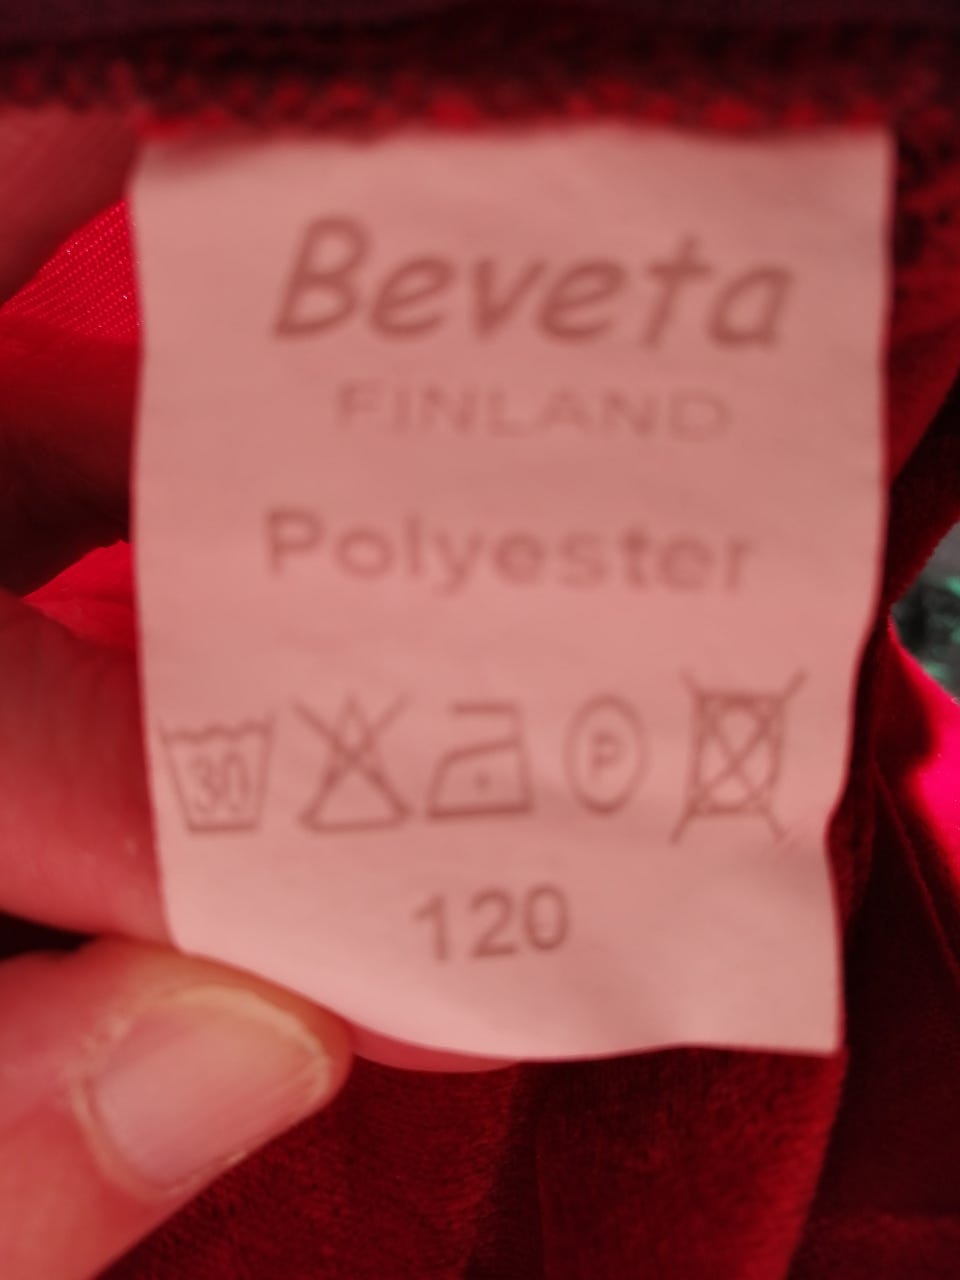 Beveta
FINLAND
Polyester
30 P
120